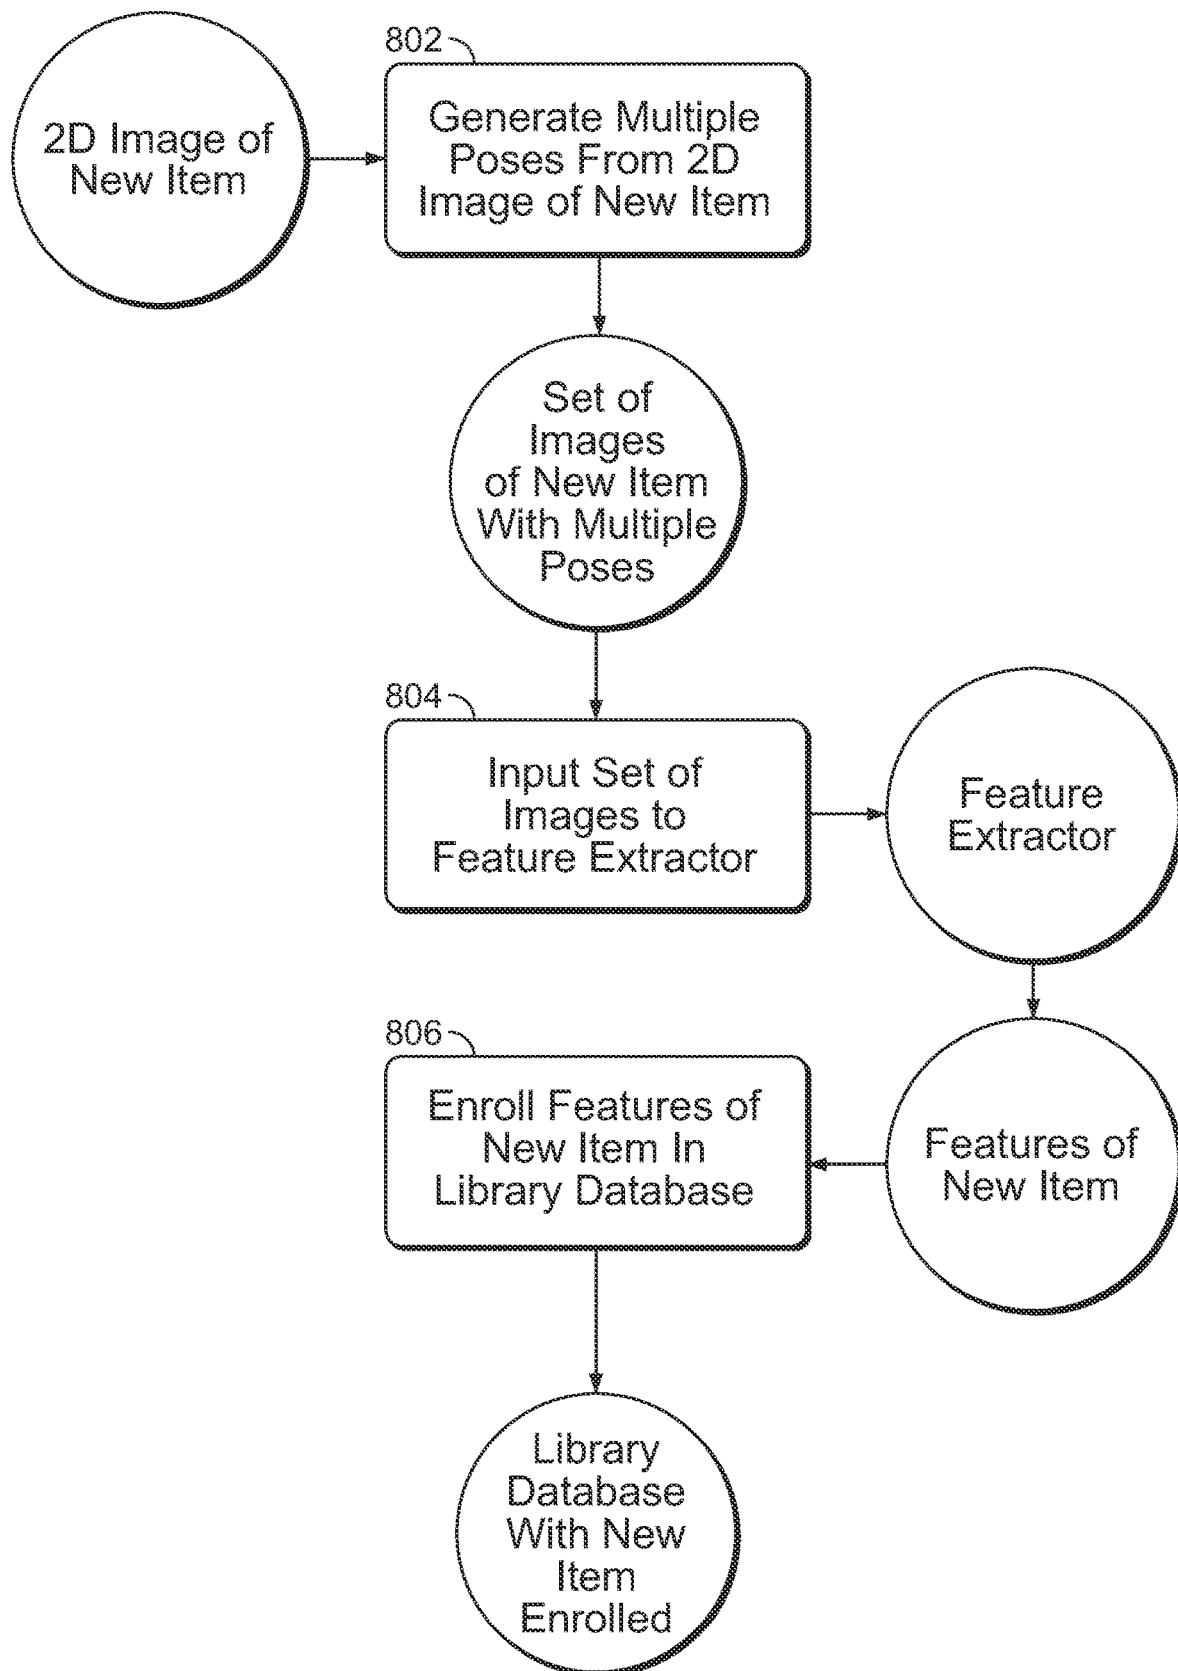 802
2D Image of
New Item
Generate Multiple
Poses From 2D
Image of New Item
Set of
Images
of New Item
With Multiple
Poses
804
Input Set of
Images to
Feature Extractor
Feature
Extractor
806
Enroll Features of
New Item In
Library Database
Features of
New Item
Library
Database
With New
Item
Enrolled